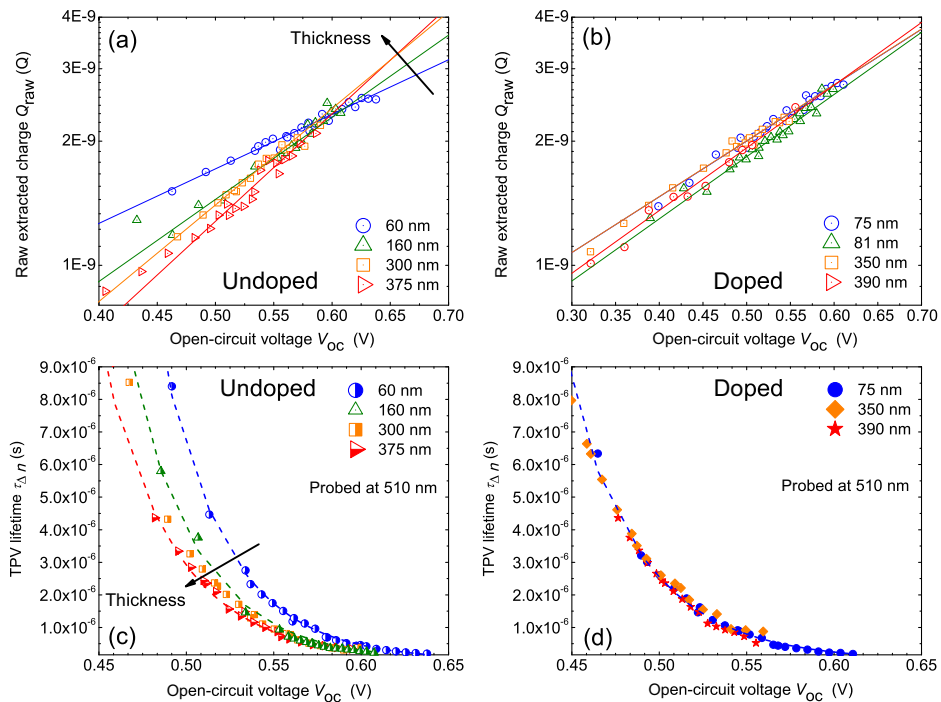 4E-9
3E-9
2E-9
1E-9
Raw extracted charge Qraw (Q)
(a)
Thickness
60 nm
160 nm
300 nm
375 nm
Undoped
0.40 0.45 0.50 0.55 0.60 0.65 0.70
Open-circuit voltage Voc (V)
4E-9
3E-9
2E-9
1E-9
Raw extracted charge Qraw (Q)
(b)
75 nm
81 nm
350 nm
390 nm
Doped
0.30 0.35 0.40 0.45 0.50 0.55 0.60 0.65 0.70
Open-circuit voltage Voc (V)
9.0x10-6
8.0x10-6
7.0x10-6
6.0x10-6
5.0x10-6
4.0x10-6
3.0x10-6
2.0x10-6
1.0x10-6
TPV lifetime τΔn (s)
Undoped
60 nm
160 nm
300 nm
375 nm
Probed at 510 nm
Thickness
(c)
0.45 0.50 0.55 0.60 0.65
Open-circuit voltage Voc (V)
9.0x10-6
8.0x10-6
7.0x10-6
6.0x10-6
5.0x10-6
4.0x10-6
3.0x10-6
2.0x10-6
1.0x10-6
TPV lifetime τΔn (s)
Doped
75 nm
350 nm
390 nm
Probed at 510 nm
(d)
0.45 0.50 0.55 0.60 0.65
Open-circuit voltage Voc (V)